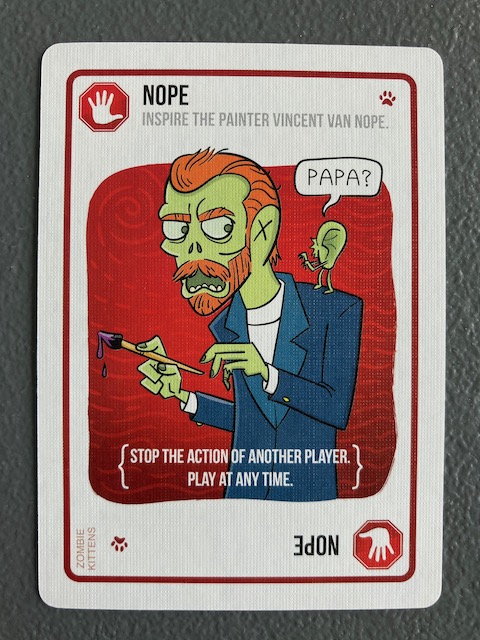 NOPE
INSPIRE THE PAINTER VINCENT VAN NOPE.
PAPA?
STOP THE ACTION OF ANOTHER PLAYER.
PLAY AT ANY TIME.
ZOMBIE
KITTENS
NOPE